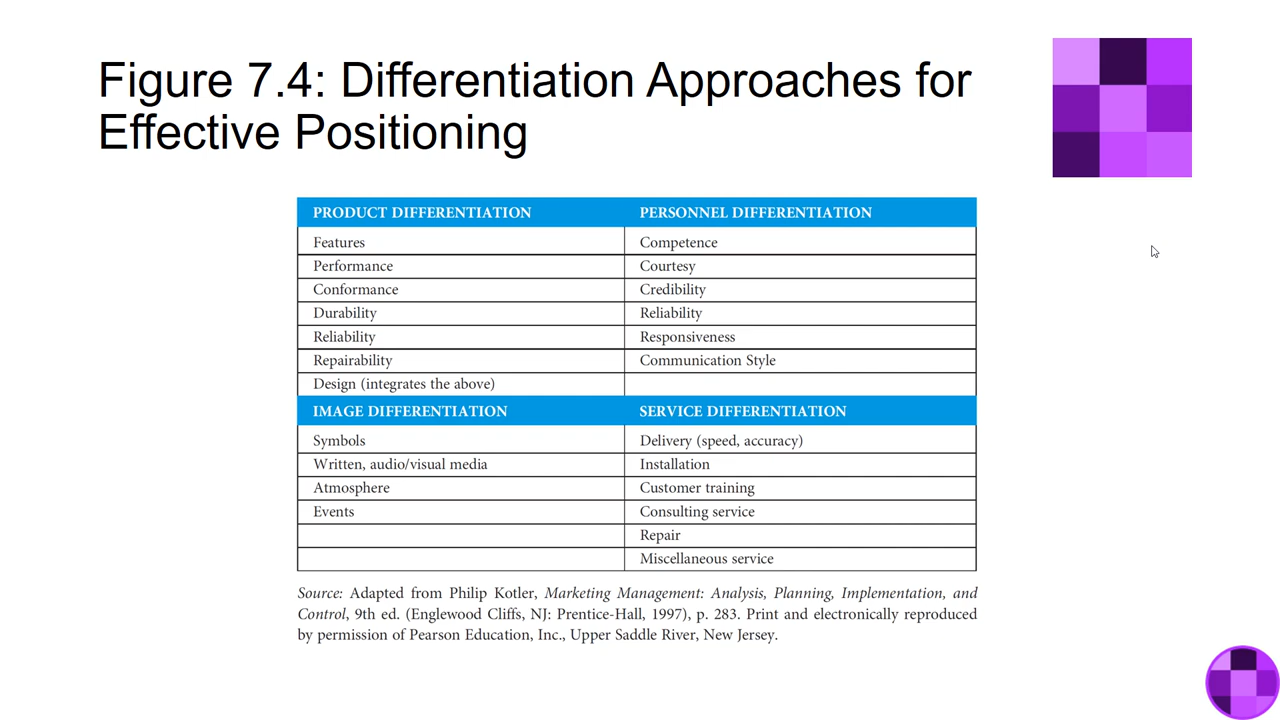 Figure 7.4: Differentiation Approaches for
Effective Positioning
PRODUCT DIFFERENTIATION PERSONNEL DIFFERENTIATION
Features Competence
Performance Courtesy
Conformance Credibility
Durability Reliability
Reliability Responsiveness
Repairability Communication Style
Design (integrates the above)
IMAGE DIFFERENTIATION SERVICE DIFFERENTIATION
Symbols Delivery (speed, accuracy)
Written, audio/visual media Installation
Atmosphere Customer training
Events Consulting service
Repair
Miscellaneous service
Source: Adapted from Philip Kotler, Marketing Management: Analysis, Planning, Implementation, and
Control, 9th ed. (Englewood Cliffs, NJ: Prentice-Hall, 1997), p. 283. Print and electronically reproduced
by permission of Pearson Education, Inc., Upper Saddle River, New Jersey.